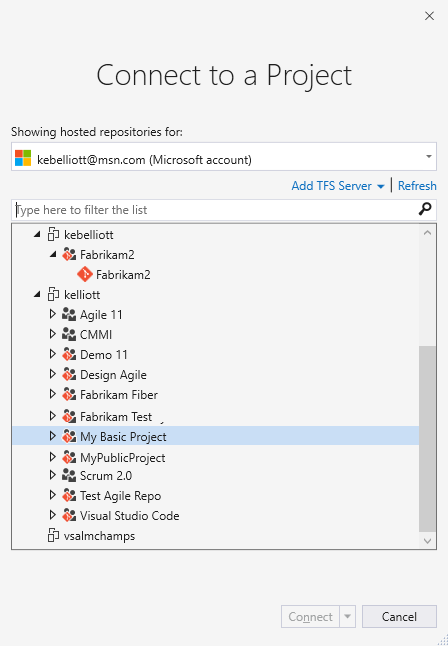 Connect to a Project
Showing hosted repositories for:
kebelliott@msn.com (Microsoft account)
Add TFS Server | Refresh
Type here to filter the list
kebelliott
Fabrikam2
Fabrikam2
kelliott
Agile 11
CMMI
Demo 11
Design Agile
Fabrikam Fiber
Fabrikam Test
My Basic Project
MyPublicProject
Scrum 2.0
Test Agile Repo
Visual Studio Code
vsalmchamps
Connect
Cancel